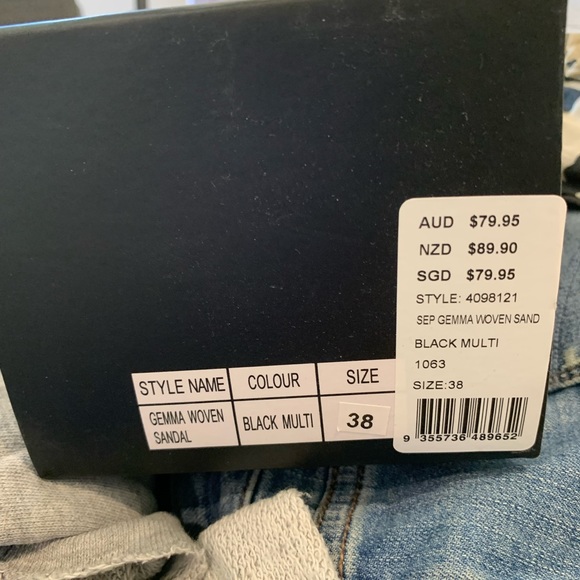 AUD $79.95
NZD $89.90
SGD $79.95
STYLE: 4098121
SEP GEMMA WOVEN SAND
BLACK MULTI
1063
SIZE:38
9 355736 489652
STYLE NAME COLOUR SIZE
GEMMA WOVEN SANDAL BLACK MULTI 38